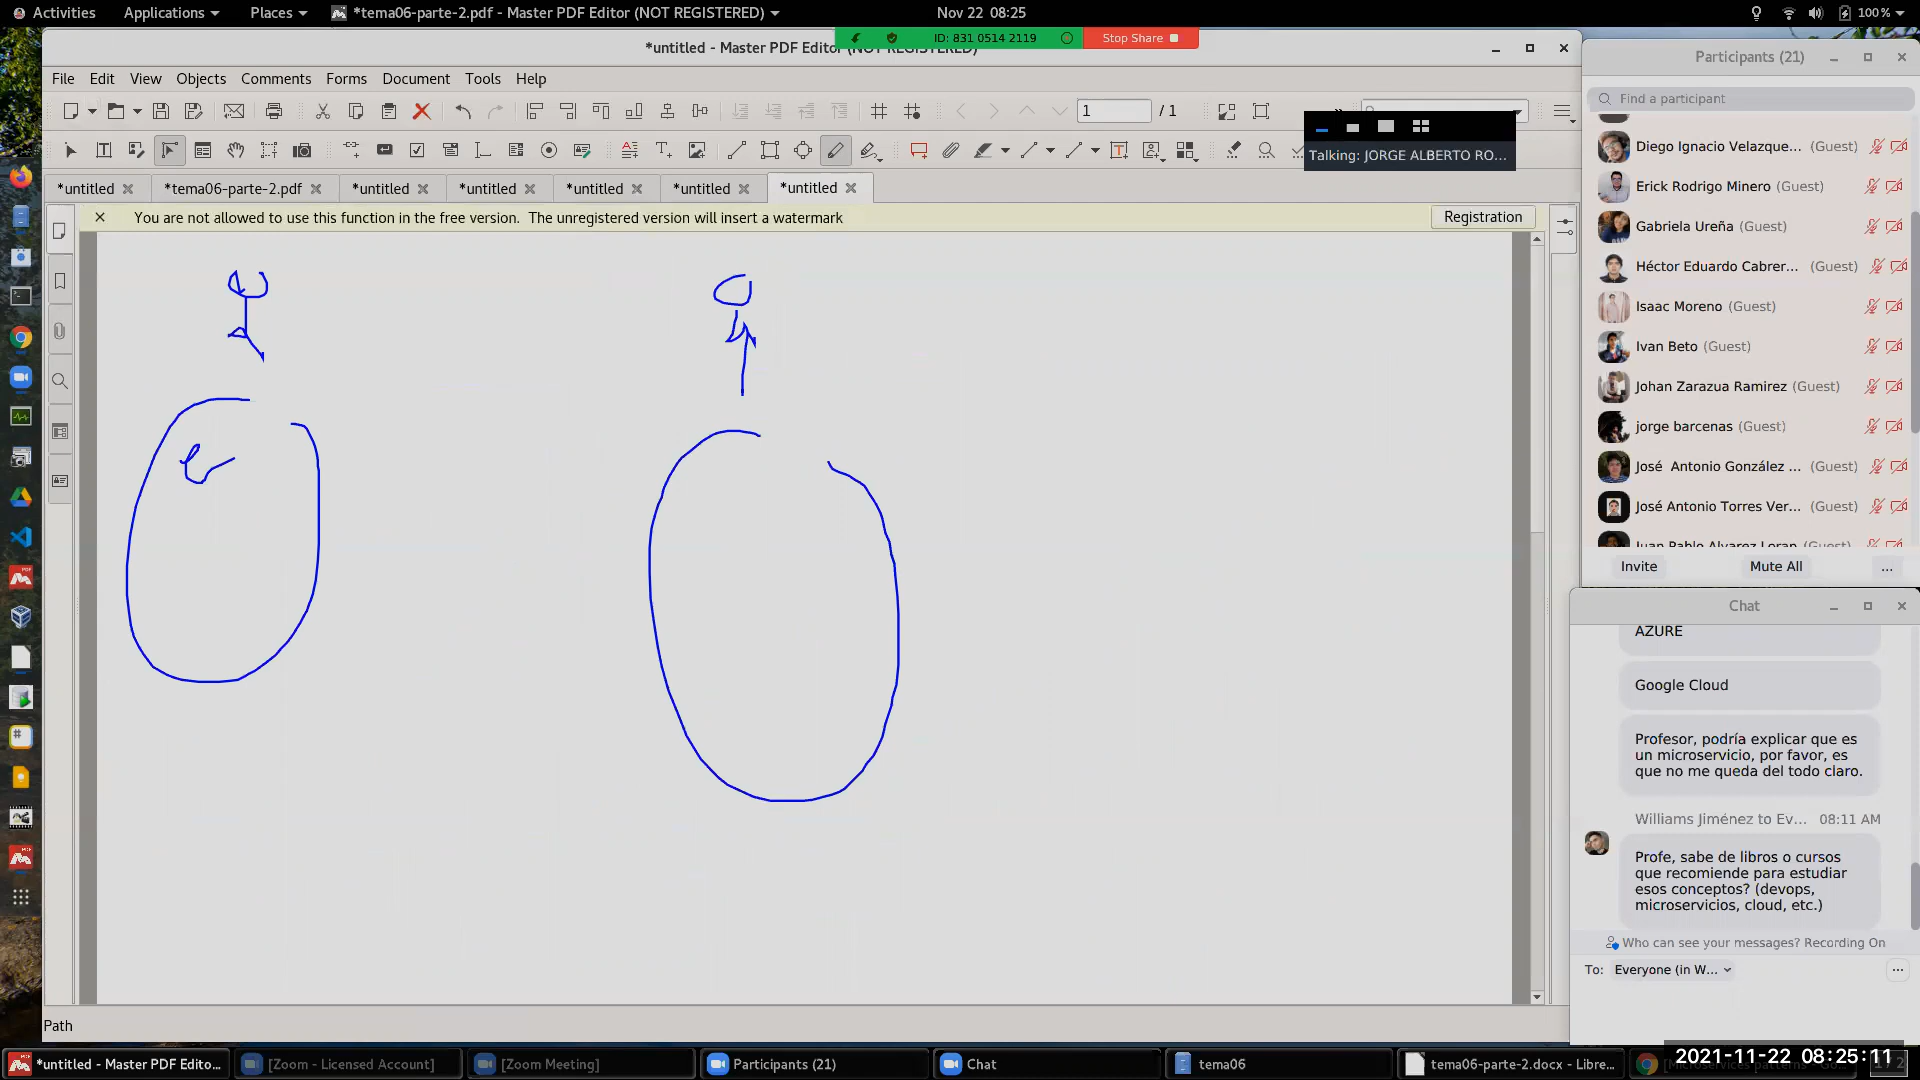 Activities
Applications
Places
*tema06-parte-2.pdf - Master PDF Editor (NOT REGISTERED)
Nov 22 08:25
100%
*untitled - Master PDF Editor (NOT REGISTERED)
ID: 831 0514 2119
Stop Share
File Edit View Objects Comments Forms Document Tools Help
1 / 1
Talking: JORGE ALBERTO RO...
*untitled
*tema06-parte-2.pdf
*untitled
*untitled
*untitled
*untitled
*untitled
You are not allowed to use this function in the free version. The unregistered version will insert a watermark
Registration
Path
Participants (21)
Find a participant
Diego Ignacio Velazque... (Guest)
Erick Rodrigo Minero (Guest)
Gabriela Ureña (Guest)
Héctor Eduardo Cabrer... (Guest)
Isaac Moreno (Guest)
Ivan Beto (Guest)
Johan Zarazua Ramirez (Guest)
jorge barcenas (Guest)
José Antonio González ... (Guest)
José Antonio Torres Ver... (Guest)
Invite
Mute All
...
Chat
AZURE
Google Cloud
Profesor, podría explicar que es
un microservicio, por favor, es
que no me queda del todo claro.
Williams Jiménez to Ev... 08:11 AM
Profe, sabe de libros o cursos
que recomiende para estudiar
esos conceptos? (devops,
microservicios, cloud, etc.)
Who can see your messages? Recording On
To: Everyone (in W...
*untitled - Master PDF Edito...
[Zoom - Licensed Account]
[Zoom Meeting]
Participants (21)
Chat
tema06
tema06-parte-2.docx - Libre...
2021-11-22 08:25:11